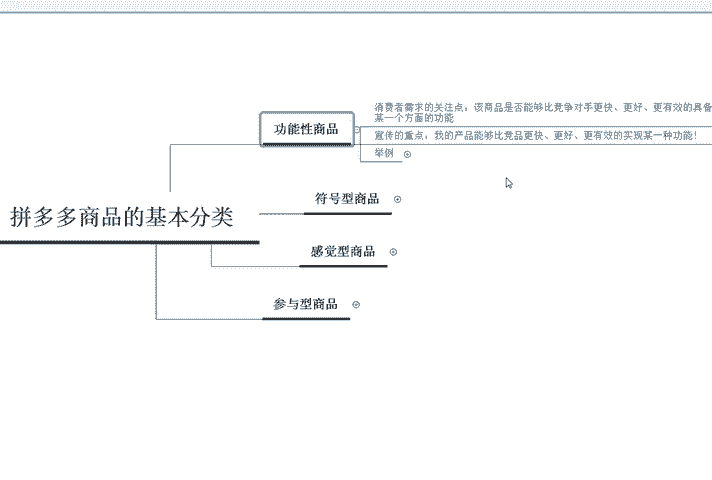 消费者需求的关注点：该商品是否能够比竞争对手更快、更好、更有效的具备
某一个方面的功能
功能性商品
宣传的重点：我的产品能够比竞品更快、更好、更有效的实现某一种功能！
举例
符号型商品
拼多多商品的基本分类
感觉型商品
参与型商品